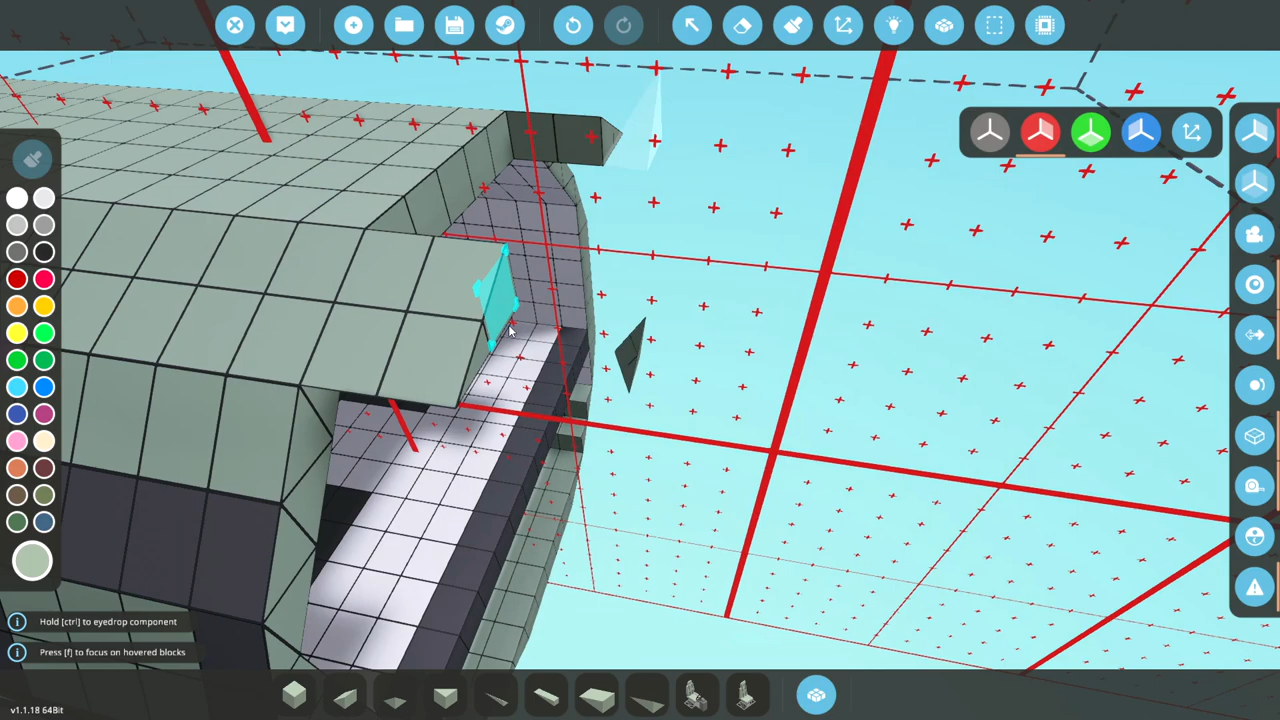 Hold [ctrl] to eyedrop component
Press [f] to focus on hovered blocks
v1.1.18 64Bit